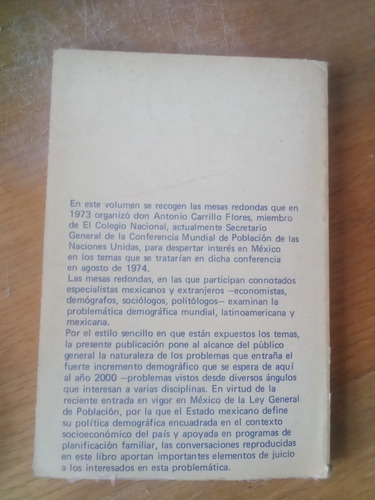 En este volumen se recogen las mesas redondas que en
1973 organizó don Antonio Carrillo Flores, miembro
de El Colegio Nacional, actualmente Secretario
General de la Conferencia Mundial de Población de las
Naciones Unidas, para despertar interés en México
en los temas que se tratarían en dicha conferencia
en agosto de 1974.
Las mesas redondas, en las que participan connotados
especialistas mexicanos y extranjeros —economistas,
demógrafos, sociólogos, politólogos— examinan la
problemática demográfica mundial, latinoamericana y
mexicana.
Por el estilo sencillo en que están expuestos los temas,
la presente publicación pone al alcance del público
general la naturaleza de los problemas que entraña el
fuerte incremento demográfico que se espera de aquí
al año 2000 —problemas vistos desde diversos ángulos
que interesan a varias disciplinas. En virtud de la
reciente entrada en vigor en México de la Ley General
de Población, por la que el Estado mexicano define
su política demográfica encuadrada en el contexto
socioeconómico del país y apoyada en programas de
planificación familiar, las conversaciones reproducidas
en este libro aportan importantes elementos de juicio
a los interesados en esta problemática.